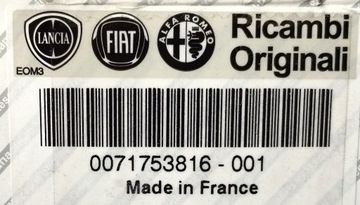 LANCIA
FIAT
ALFA ROMEO
Ricambi
Originali
EOM3
0071753816 - 001
Made in France